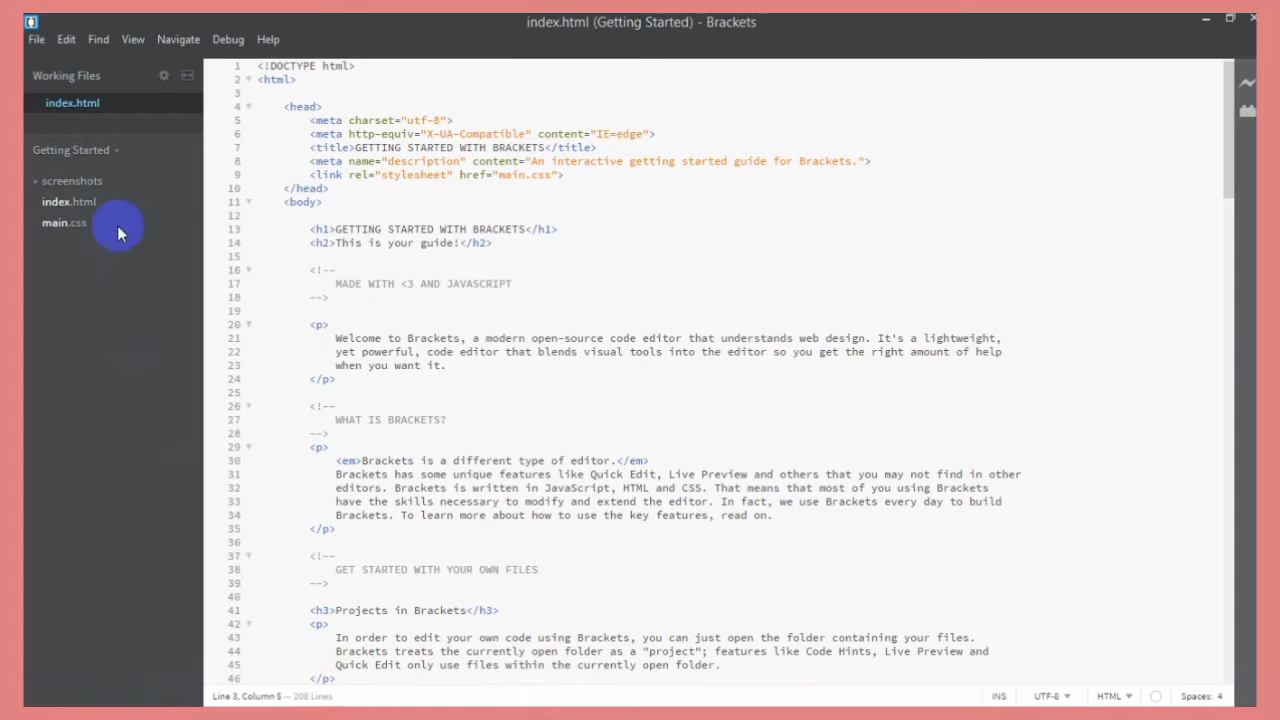 index.html (Getting Started) - Brackets
File Edit Find View Navigate Debug Help
Working Files
index.html
Getting Started
screenshots
index.html
main.css
1 <!DOCTYPE html>
2 <html>
3
4 <head>
5 <meta charset="utf-8">
6 <meta http-equiv="X-UA-Compatible" content="IE=edge">
7 <title>GETTING STARTED WITH BRACKETS</title>
8 <meta name="description" content="An interactive getting started guide for Brackets.">
9 <link rel="stylesheet" href="main.css">
10 </head>
11 <body>
12
13 <h1>GETTING STARTED WITH BRACKETS</h1>
14 <h2>This is your guide!</h2>
15
16 <!--
17 MADE WITH <3 AND JAVASCRIPT
18 -->
19
20 <p>
21 Welcome to Brackets, a modern open-source code editor that understands web design. It's a lightweight,
22 yet powerful, code editor that blends visual tools into the editor so you get the right amount of help
23 when you want it.
24 </p>
25
26 <!--
27 WHAT IS BRACKETS?
28 -->
29 <p>
30 <em>Brackets is a different type of editor.</em>
31 Brackets has some unique features like Quick Edit, Live Preview and others that you may not find in other
32 editors. Brackets is written in JavaScript, HTML and CSS. That means that most of you using Brackets
33 have the skills necessary to modify and extend the editor. In fact, we use Brackets every day to build
34 Brackets. To learn more about how to use the key features, read on.
35 </p>
36
37 <!--
38 GET STARTED WITH YOUR OWN FILES
39 -->
40
41 <h3>Projects in Brackets</h3>
42 <p>
43 In order to edit your own code using Brackets, you can just open the folder containing your files.
44 Brackets treats the currently open folder as a "project"; features like Code Hints, Live Preview and
45 Quick Edit only use files within the currently open folder.
46 </p>
Line 3, Column 5 — 208 Lines INS UTF-8 HTML Spaces: 4